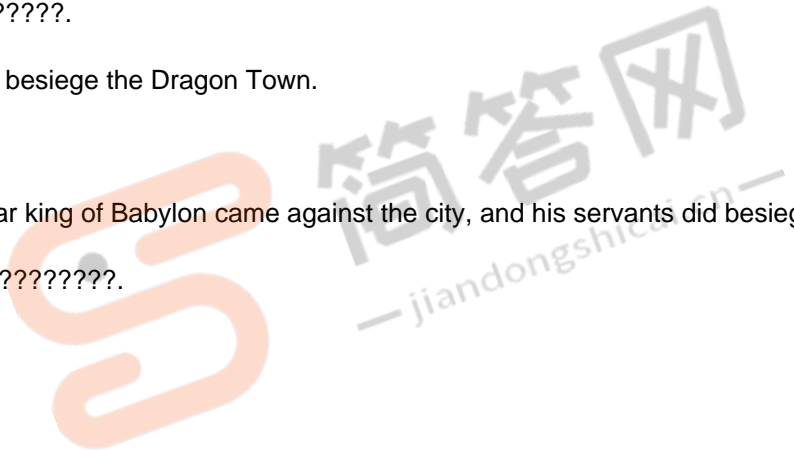 ?????.
besiege the Dragon Town.
ar king of Babylon came against the city, and his servants did besieg
????????.
简答网
jiandongshicai.cn